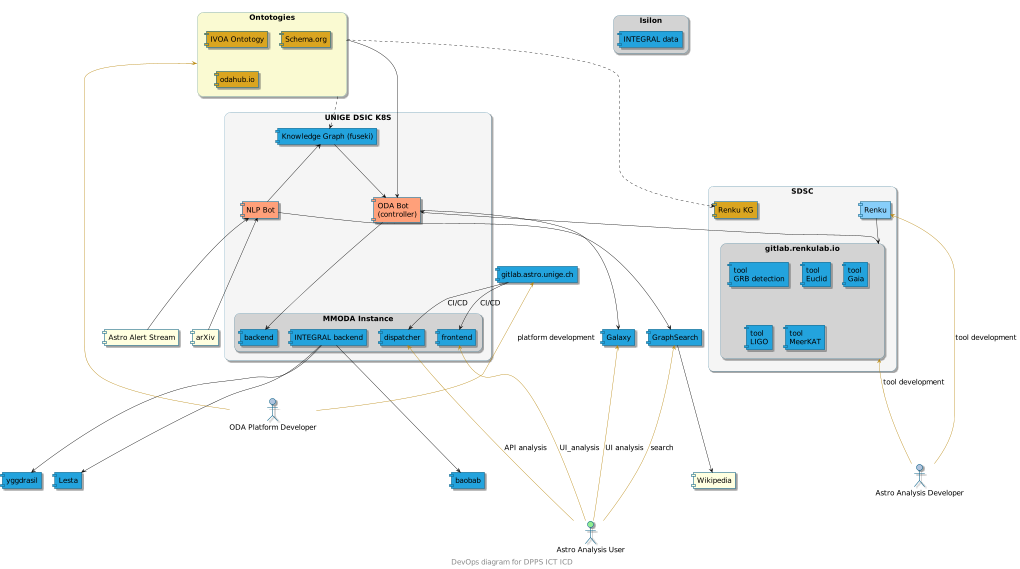 Ontotogies
IVOA Ontotogy
Schema.org
odahub.io
Isilon
INTEGRAL data
UNIGE DSIC K8S
Knowledge Graph (fuseki)
NLP Bot
ODA Bot
(controller)
SDSC
Renku KG
Renku
gitlab.renkulab.io
tool
GRB detection
tool
Euclid
tool
Gaia
tool
LIGO
tool
MeerKAT
gitlab.astro.unige.ch
CI/CD
CI/CD
MMODA Instance
backend
INTEGRAL backend
dispatcher
frontend
Astro Alert Stream
arXiv
platform development
Galaxy
GraphSearch
tool development
tool development
ODA Platform Developer
API analysis
UI_analysis
UI analysis
search
yggdrasil
Lesta
baobab
Wikipedia
Astro Analysis Developer
Astro Analysis User
DevOps diagram for DPPS ICT ICD